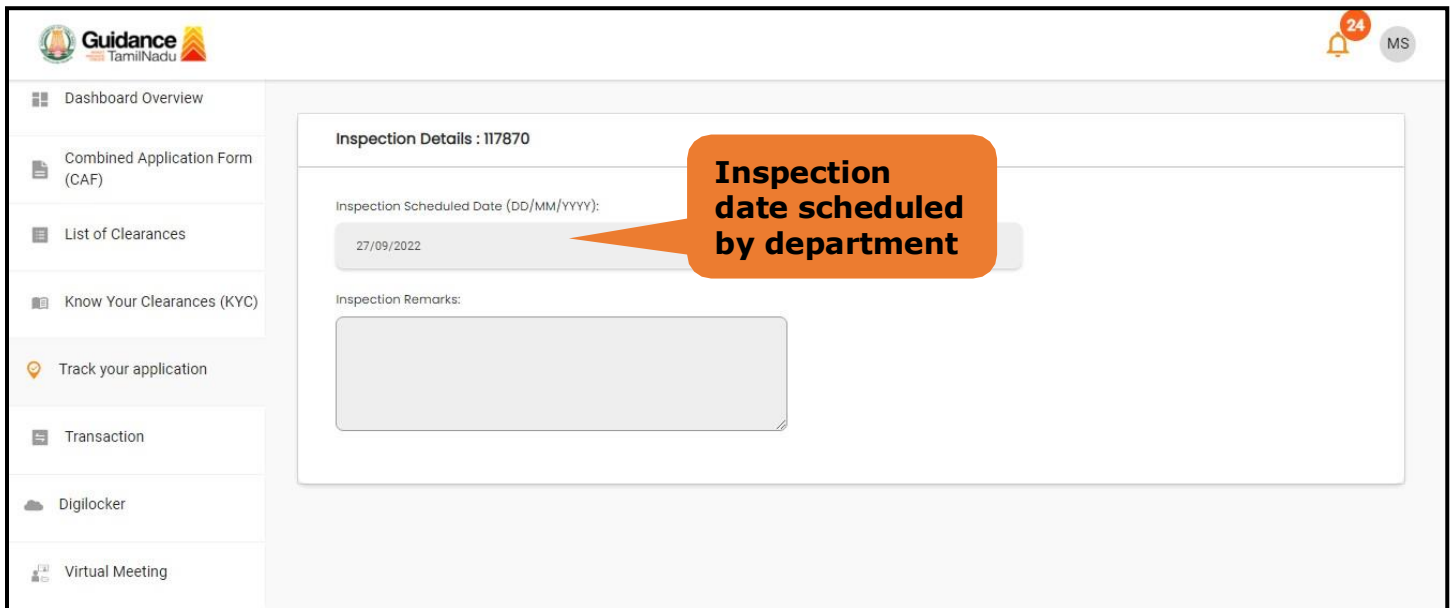 Guidance
TamilNadu
24
MS
Dashboard Overview
Combined Application Form
(CAF)
List of Clearances
Know Your Clearances (KYC)
Track your application
Transaction
Digilocker
Virtual Meeting
Inspection Details : 117870
Inspection Scheduled Date (DD/MM/YYYY):
27/09/2022
Inspection
date scheduled
by department
Inspection Remarks: